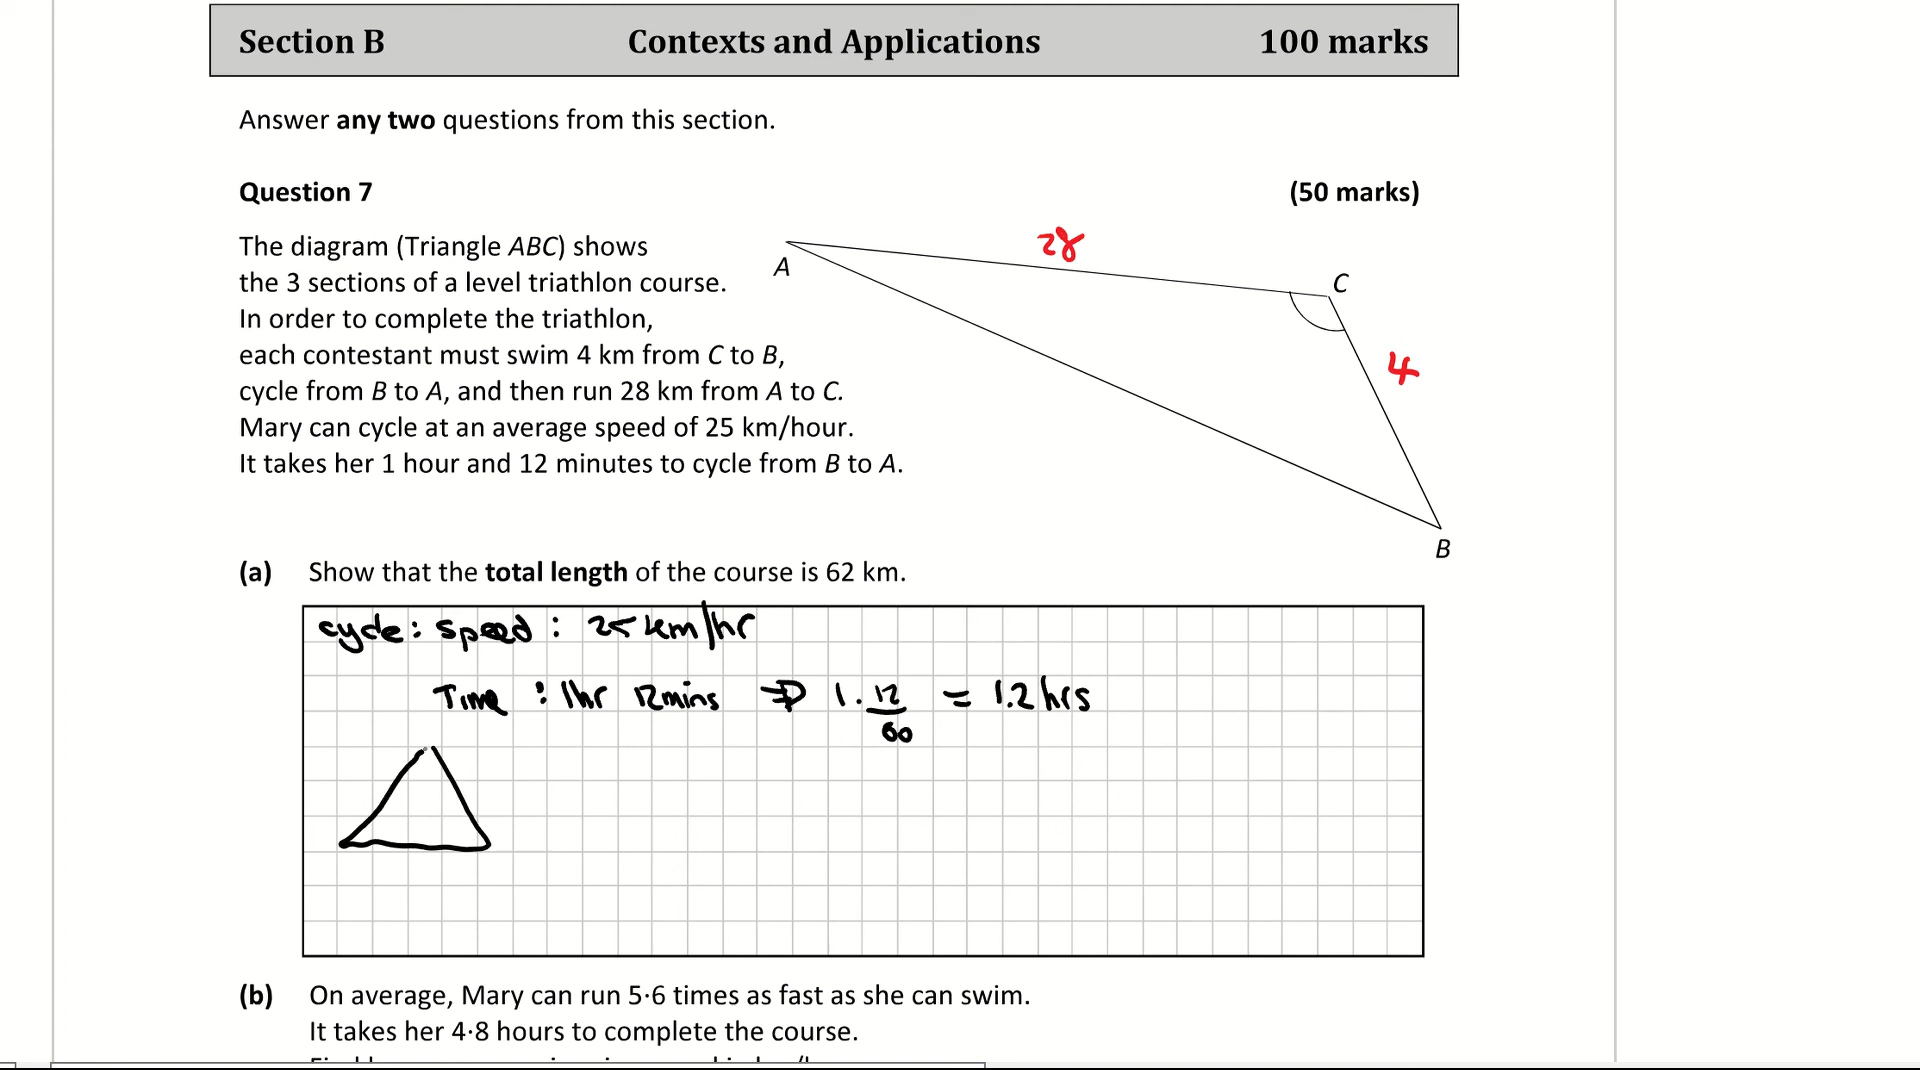 Section B Contexts and Applications 100 marks
Answer any two questions from this section.
Question 7 (50 marks)
The diagram (Triangle ABC) shows
the 3 sections of a level triathlon course.
In order to complete the triathlon,
each contestant must swim 4 km from C to B,
cycle from B to A, and then run 28 km from A to C.
Mary can cycle at an average speed of 25 km/hour.
It takes her 1 hour and 12 minutes to cycle from B to A.
28
A
C
4
B
(a) Show that the total length of the course is 62 km.
cycle: speed : 25 km/hr
Time : 1hr 12mins ⇒ 1. 12/60 = 1.2 hrs
(b) On average, Mary can run 5·6 times as fast as she can swim.
It takes her 4·8 hours to complete the course.